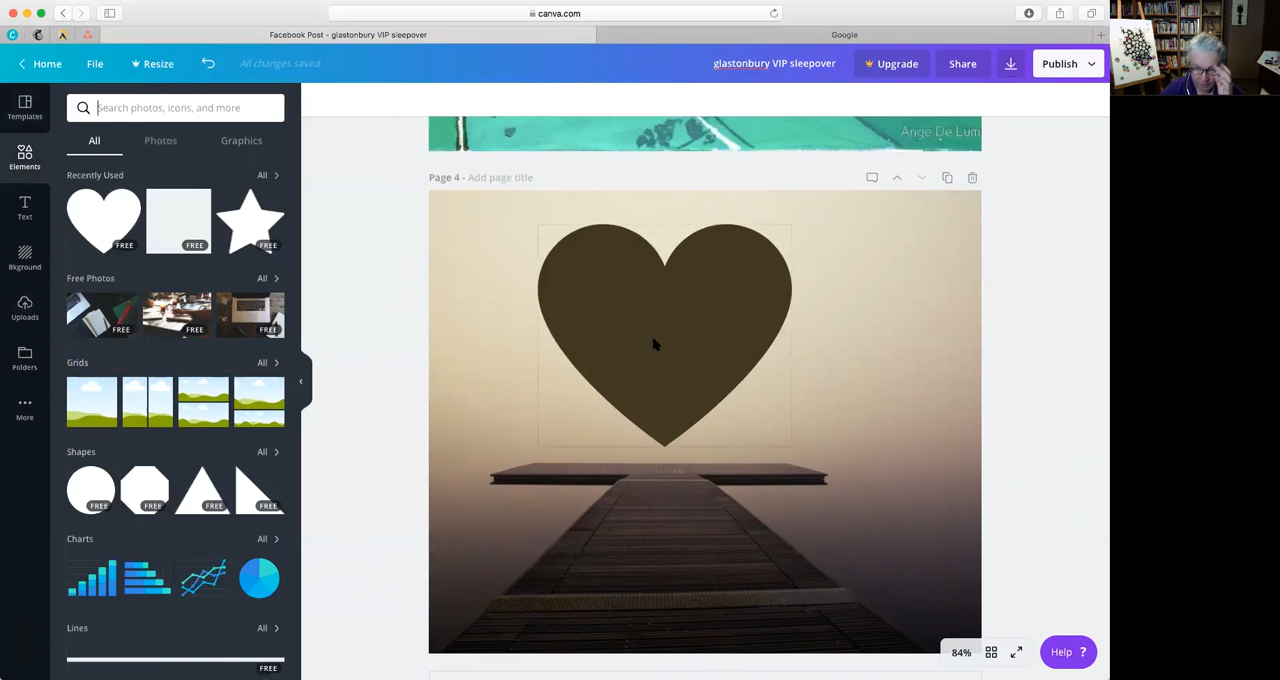 canva.com
Facebook Post - glastonbury VIP sleepover
Google
Home
File
Resize
All changes saved
glastonbury VIP sleepover
Upgrade
Share
Publish
Templates
Elements
Text
Bkground
Uploads
Folders
More
Search photos, icons, and more
All
Photos
Graphics
Recently Used
All
FREE
FREE
FREE
Free Photos
All
FREE
FREE
FREE
Grids
All
Shapes
All
FREE
FREE
FREE
FREE
Charts
All
Lines
All
FREE
Ange De Lum
Page 4 - Add page title
84%
Help ?